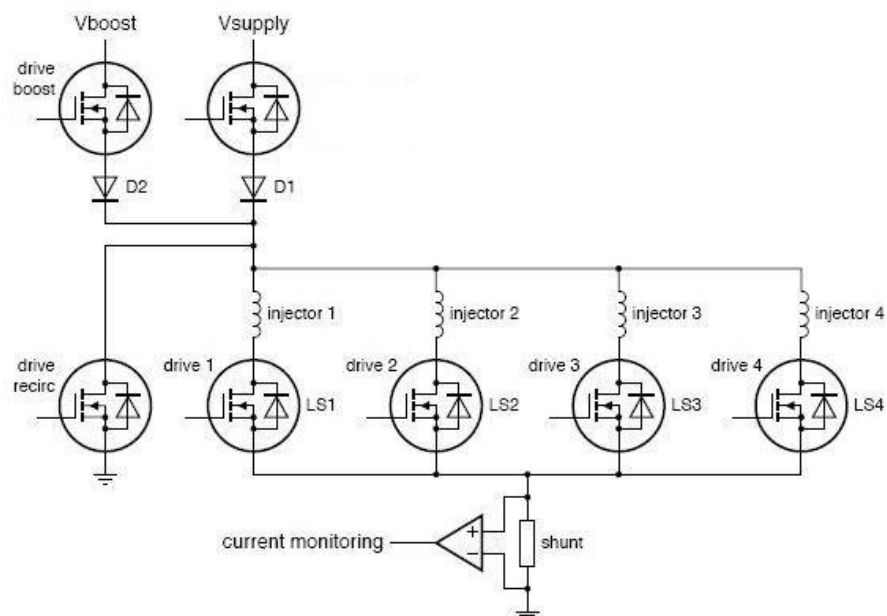 Vboost
Vsupply
drive
boost
D2
D1
injector 1
injector 2
injector 3
injector 4
drive
recirc
drive 1
drive 2
drive 3
drive 4
LS1
LS2
LS3
LS4
current monitoring
+
−
shunt